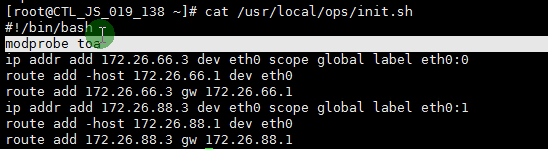 [root@CTL_JS_019_138 ~]# cat /usr/local/ops/init.sh
#!/bin/bash
modprobe toa
ip addr add 172.26.66.3 dev eth0 scope global label eth0:0
route add -host 172.26.66.1 dev eth0
route add 172.26.66.3 gw 172.26.66.1
ip addr add 172.26.88.3 dev eth0 scope global label eth0:1
route add -host 172.26.88.1 dev eth0
route add 172.26.88.3 gw 172.26.88.1